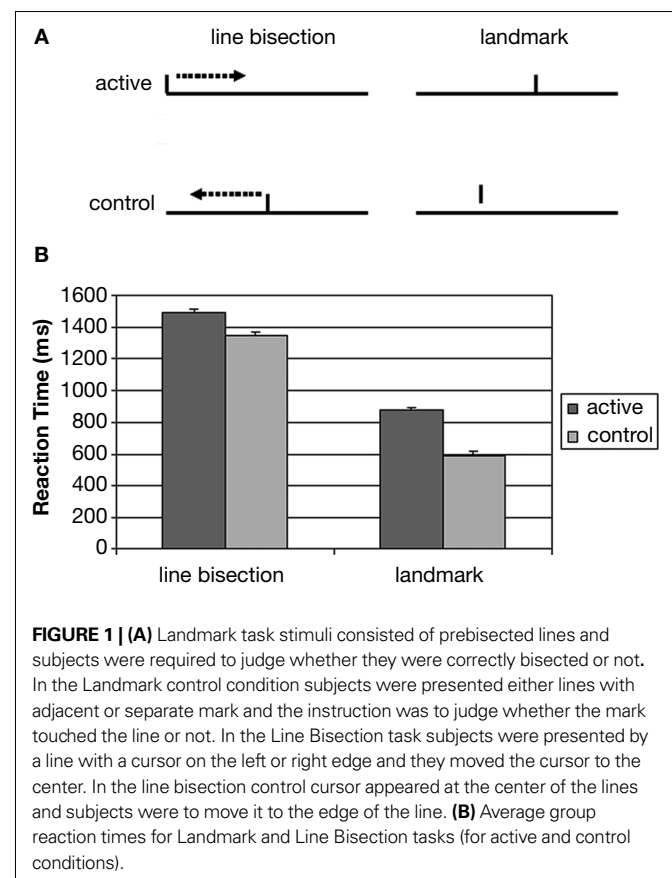 A
line bisection landmark
active
control
B
Reaction Time (ms)
1600
1400
1200
1000
800
600
400
200
0
active
control
line bisection landmark
FIGURE 1 | (A) Landmark task stimuli consisted of prebisected lines and
subjects were required to judge whether they were correctly bisected or not.
In the Landmark control condition subjects were presented either lines with
adjacent or separate mark and the instruction was to judge whether the mark
touched the line or not. In the Line Bisection task subjects were presented by
a line with a cursor on the left or right edge and they moved the cursor to the
center. In the line bisection control cursor appeared at the center of the lines
and subjects were to move it to the edge of the line. (B) Average group
reaction times for Landmark and Line Bisection tasks (for active and control
conditions).